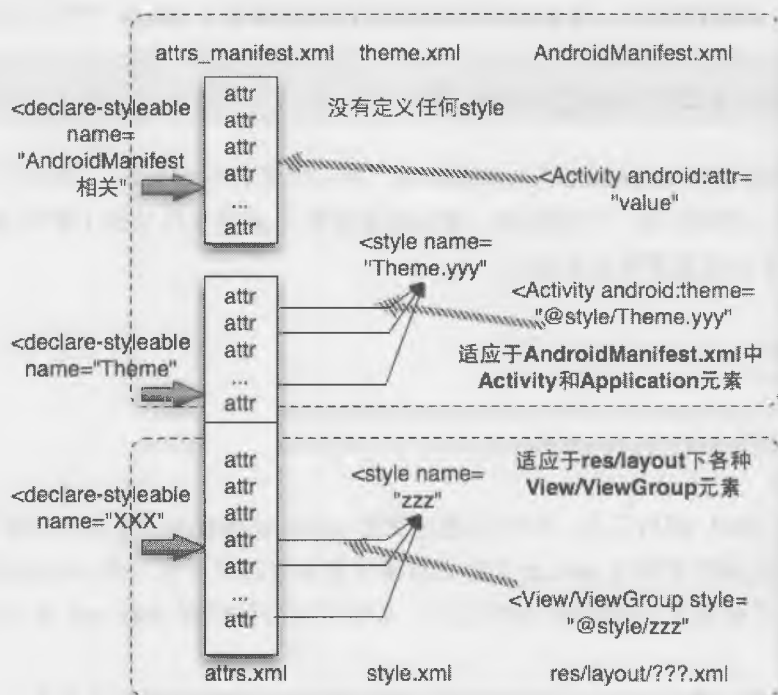 attrs_manifest.xml theme.xml AndroidManifest.xml
<declare-styleable
name=
"AndroidManifest
相关"
attr
attr
attr
attr
...
attr
没有定义任何style
<Activity android:attr=
"value"
<style name=
"Theme.yyy"
<Activity android:theme=
"@style/Theme.yyy"
适应于AndroidManifest.xml中
Activity和Application元素
<declare-styleable
name="Theme"
attr
attr
attr
...
attr
<declare-styleable
name="XXX"
attr
attr
attr
attr
attr
...
attr
<style name=
"zzz"
适应于res/layout下各种
View/ViewGroup元素
<View/ViewGroup style=
"@style/zzz"
attrs.xml style.xml res/layout/???.xml